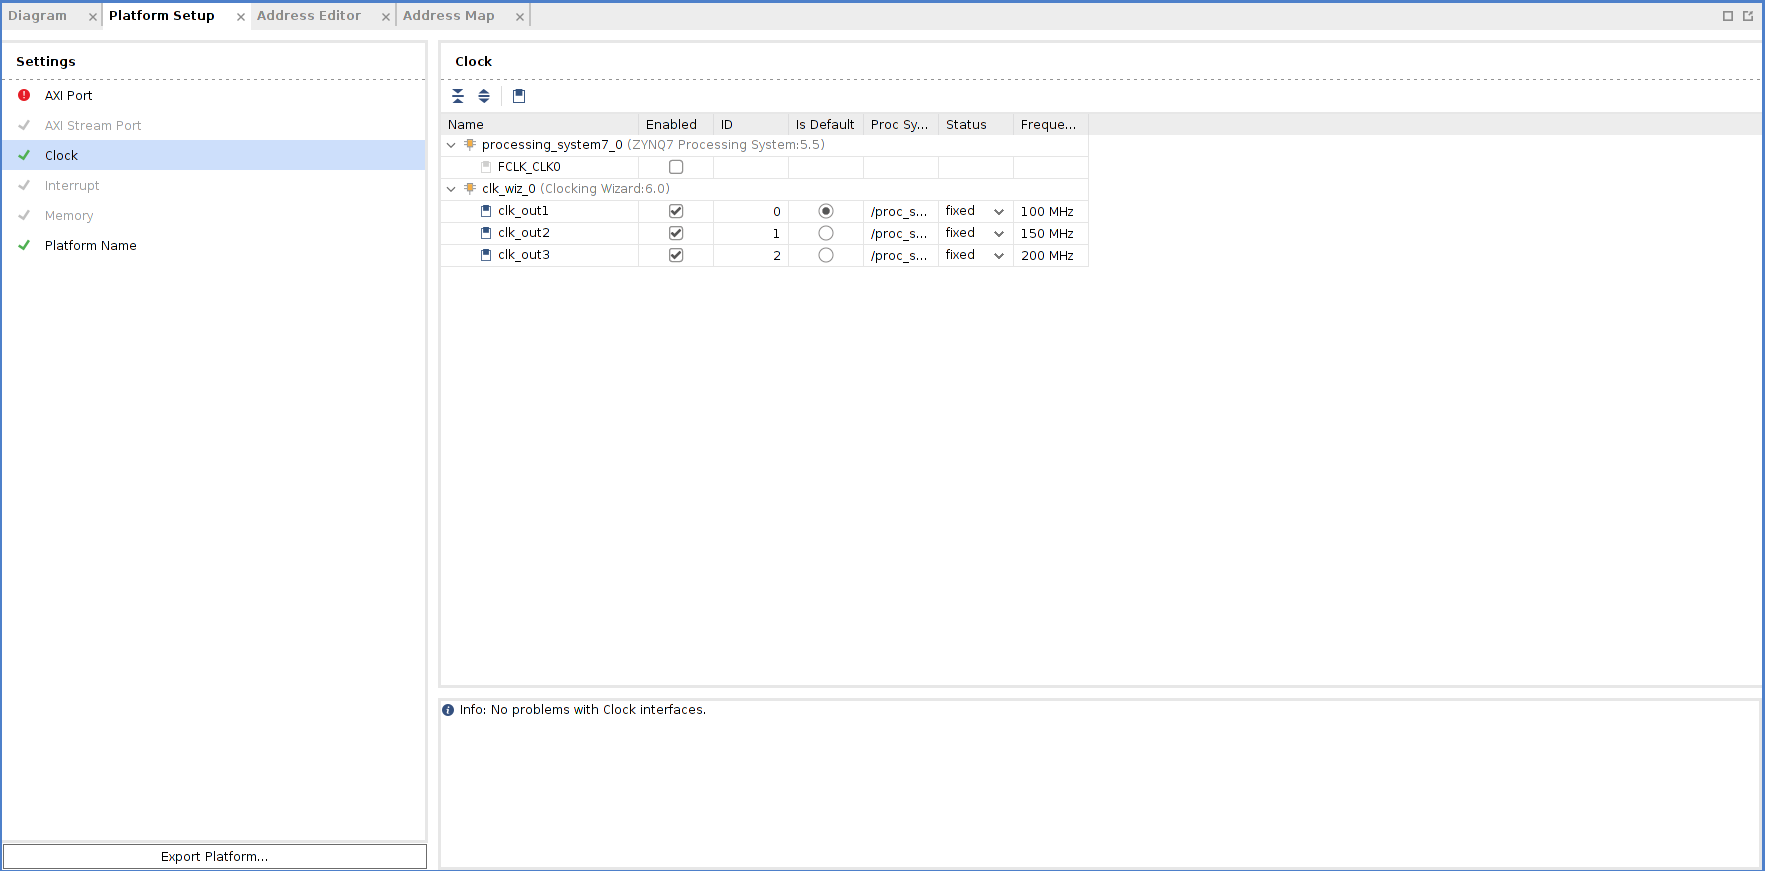 Diagram
Platform Setup
Address Editor
Address Map
Settings
AXI Port
AXI Stream Port
Clock
Interrupt
Memory
Platform Name
Export Platform...
Clock
Name Enabled ID Is Default Proc Sy... Status Freque...
processing_system7_0 (ZYNQ7 Processing System:5.5)
FCLK_CLK0
clk_wiz_0 (Clocking Wizard:6.0)
clk_out1 0 /proc_s... fixed 100 MHz
clk_out2 1 /proc_s... fixed 150 MHz
clk_out3 2 /proc_s... fixed 200 MHz
Info: No problems with Clock interfaces.